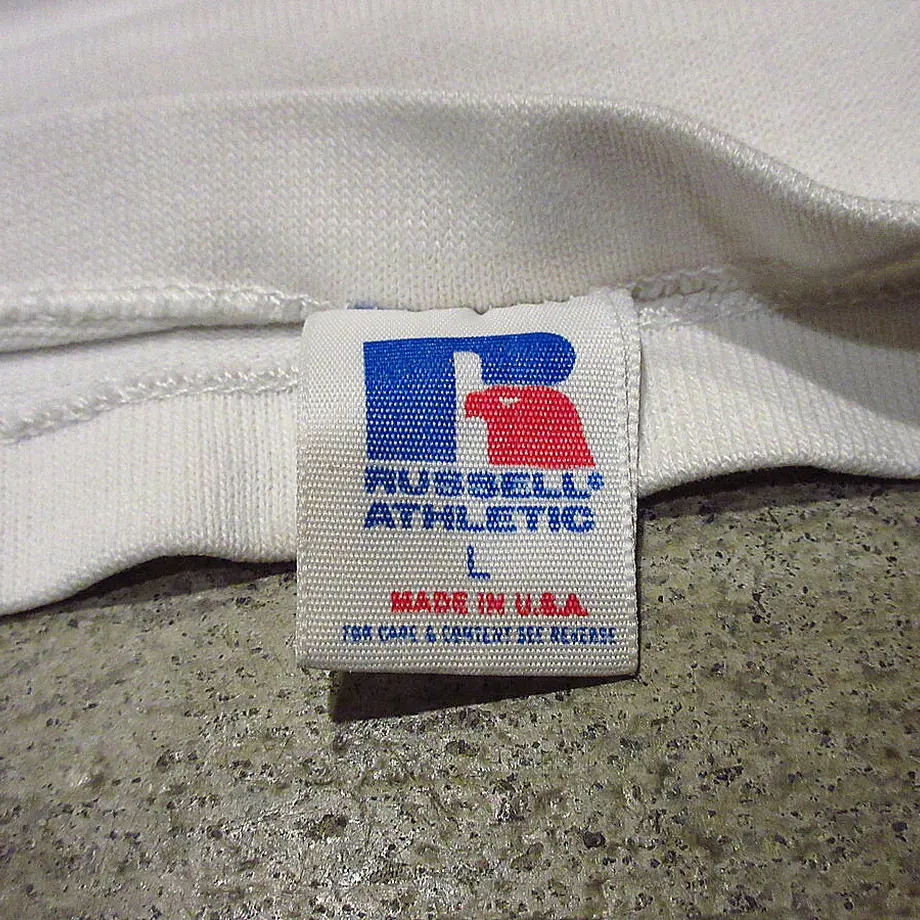 R
RUSSELL®
ATHLETIC
L
MADE IN U.S.A.
FOR CARE & CONTENT SEE REVERSE